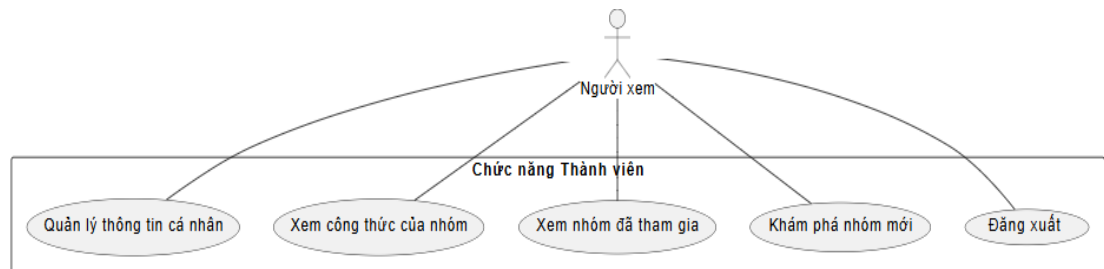 Người xem
Chức năng Thành viên
Quản lý thông tin cá nhân
Xem công thức của nhóm
Xem nhóm đã tham gia
Khám phá nhóm mới
Đăng xuất